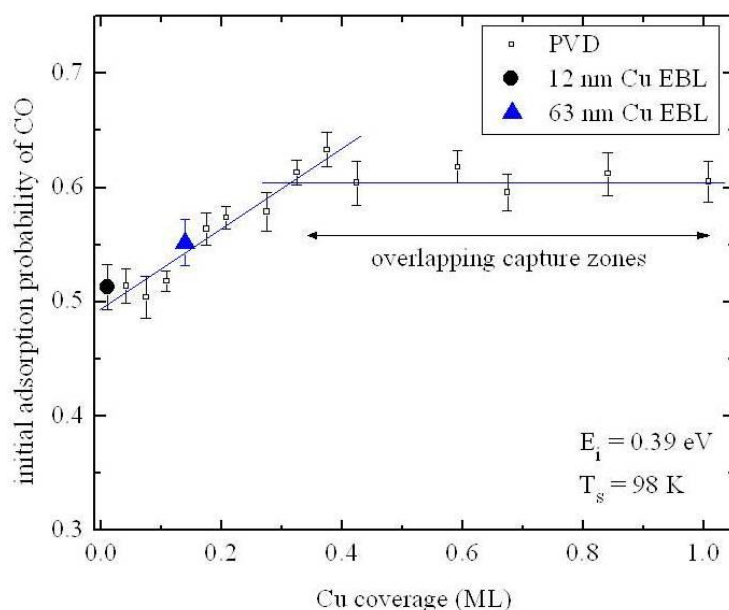 PVD
12 nm Cu EBL
63 nm Cu EBL
0.7
0.6
0.5
0.4
0.3
initial adsorption probability of CO
overlapping capture zones
E_i = 0.39 eV
T_s = 98 K
0.0 0.2 0.4 0.6 0.8 1.0
Cu coverage (ML)